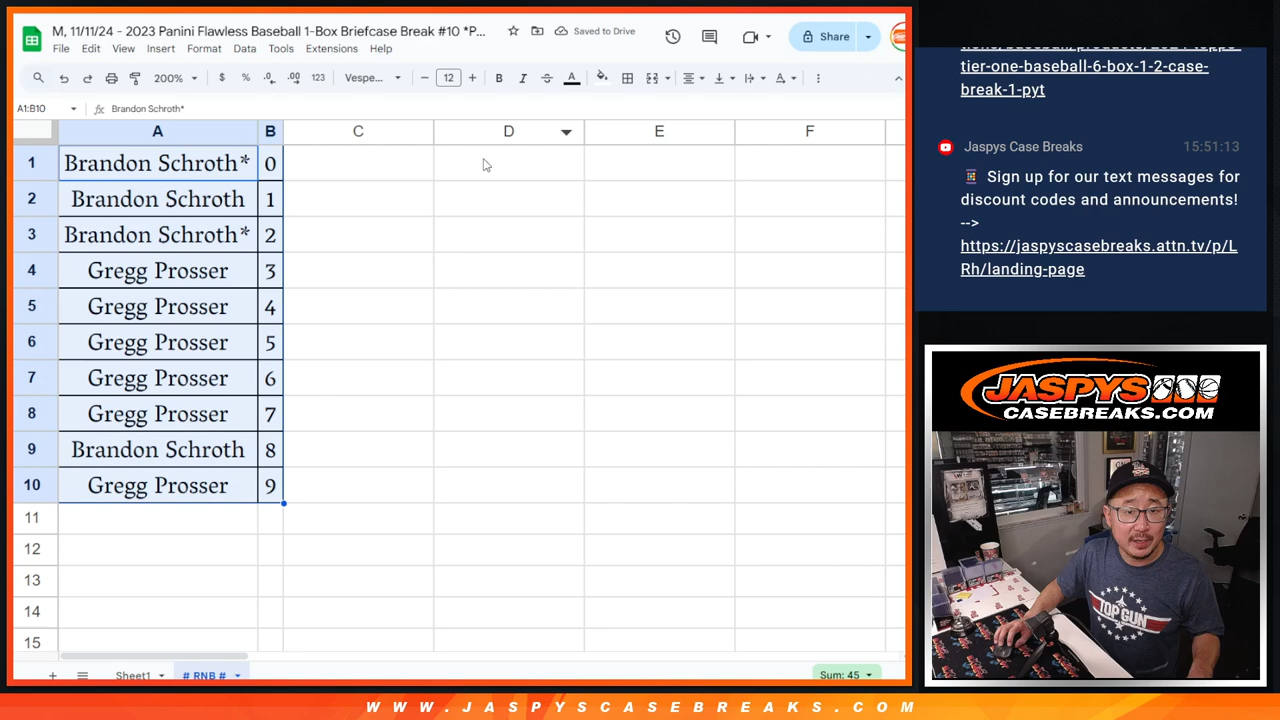 M, 11/11/24 - 2023 Panini Flawless Baseball 1-Box Briefcase Break #10 *P...
Saved to Drive
Share
File Edit View Insert Format Data Tools Extensions Help
200% $ % .0 .00 123 Vespe... 12 B I A
A1:B10 fx Brandon Schroth*
A B C D E F
1 Brandon Schroth* 0
2 Brandon Schroth 1
3 Brandon Schroth* 2
4 Gregg Prosser 3
5 Gregg Prosser 4
6 Gregg Prosser 5
7 Gregg Prosser 6
8 Gregg Prosser 7
9 Brandon Schroth 8
10 Gregg Prosser 9
11
12
13
14
15
Sheet1 # RNB # Sum: 45
tier-one-baseball-6-box-1-2-case-
break-1-pyt
Jaspys Case Breaks 15:51:13
Sign up for our text messages for
discount codes and announcements!
-->
https://jaspyscasebreaks.attn.tv/p/L
Rh/landing-page
JASPYS
CASEBREAKS.COM
TOP GUN
WWW.JASPYSCASEBREAKS.COM